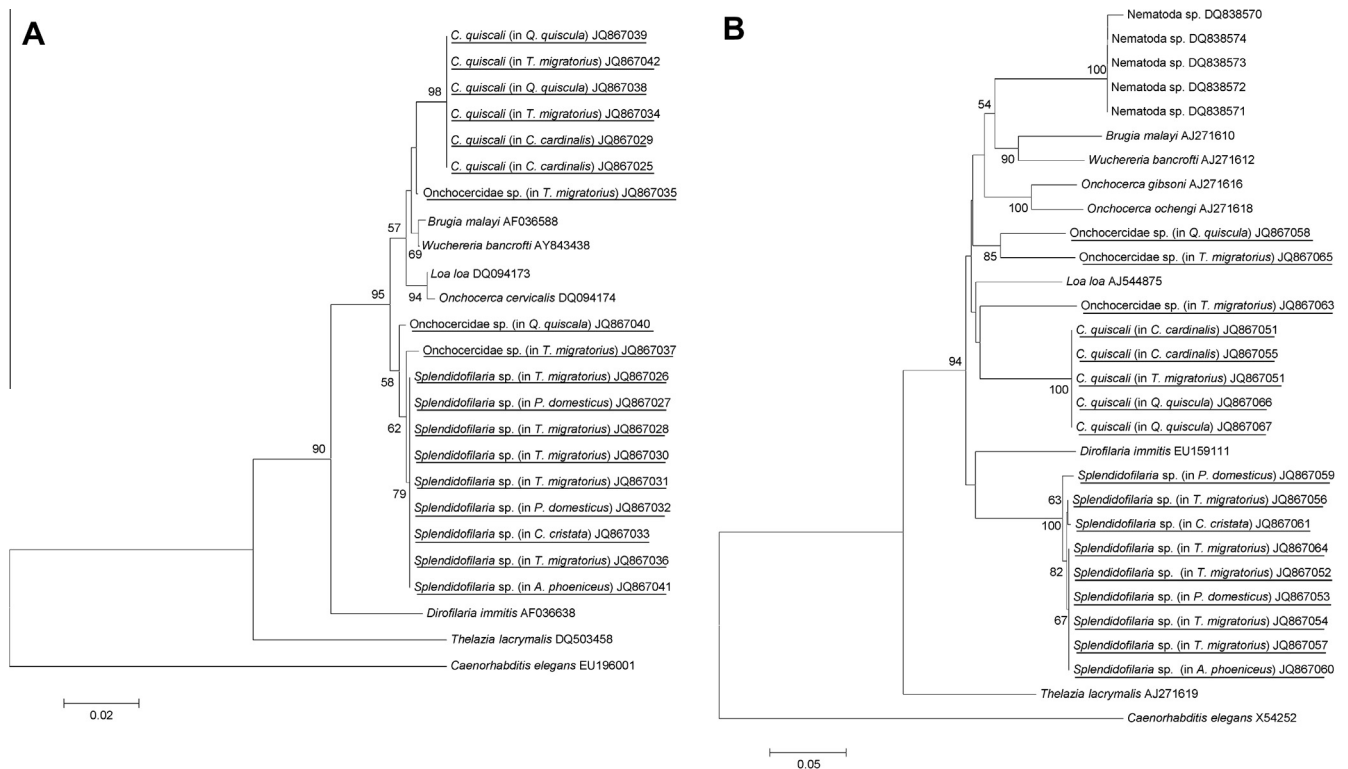 A
C. quiscali (in Q. quiscula) JQ867039
C. quiscali (in T. migratorius) JQ867042
C. quiscali (in Q. quiscula) JQ867038
98
C. quiscali (in T. migratorius) JQ867034
C. quiscali (in C. cardinalis) JQ867029
C. quiscali (in C. cardinalis) JQ867025
Onchocercidae sp. (in T. migratorius) JQ867035
57
Brugia malayi AF036588
Wuchereria bancrofti AY843438
69
Loa loa DQ094173
95
94
Onchocerca cervicalis DQ094174
Onchocercidae sp. (in Q. quiscala) JQ867040
Onchocercidae sp. (in T. migratorius) JQ867037
58
Splendidofilaria sp. (in T. migratorius) JQ867026
Splendidofilaria sp. (in P. domesticus) JQ867027
62
Splendidofilaria sp. (in T. migratorius) JQ867028
90
Splendidofilaria sp. (in T. migratorius) JQ867030
Splendidofilaria sp. (in T. migratorius) JQ867031
79
Splendidofilaria sp. (in P. domesticus) JQ867032
Splendidofilaria sp. (in C. cristata) JQ867033
Splendidofilaria sp. (in T. migratorius) JQ867036
Splendidofilaria sp. (in A. phoeniceus) JQ867041
Dirofilaria immitis AF036638
Thelazia lacrymalis DQ503458
Caenorhabditis elegans EU196001
0.02
B
Nematoda sp. DQ838570
Nematoda sp. DQ838574
Nematoda sp. DQ838573
100
Nematoda sp. DQ838572
54
Nematoda sp. DQ838571
Brugia malayi AJ271610
90
Wuchereria bancrofti AJ271612
Onchocerca gibsoni AJ271616
100
Onchocerca ochengi AJ271618
Onchocercidae sp. (in Q. quiscula) JQ867058
85
Onchocercidae sp. (in T. migratorius) JQ867065
Loa loa AJ544875
Onchocercidae sp. (in T. migratorius) JQ867063
C. quiscali (in C. cardinalis) JQ867051
94
C. quiscali (in C. cardinalis) JQ867055
C. quiscali (in T. migratorius) JQ867051
100
C. quiscali (in Q. quiscula) JQ867066
C. quiscali (in Q. quiscula) JQ867067
Dirofilaria immitis EU159111
Splendidofilaria sp. (in P. domesticus) JQ867059
63
Splendidofilaria sp. (in T. migratorius) JQ867056
100
Splendidofilaria sp. (in C. cristata) JQ867061
Splendidofilaria sp. (in T. migratorius) JQ867064
82
Splendidofilaria sp. (in T. migratorius) JQ867052
Splendidofilaria sp. (in P. domesticus) JQ867053
67
Splendidofilaria sp. (in T. migratorius) JQ867054
Splendidofilaria sp. (in T. migratorius) JQ867057
Splendidofilaria sp. (in A. phoeniceus) JQ867060
Thelazia lacrymalis AJ271619
Caenorhabditis elegans X54252
0.05